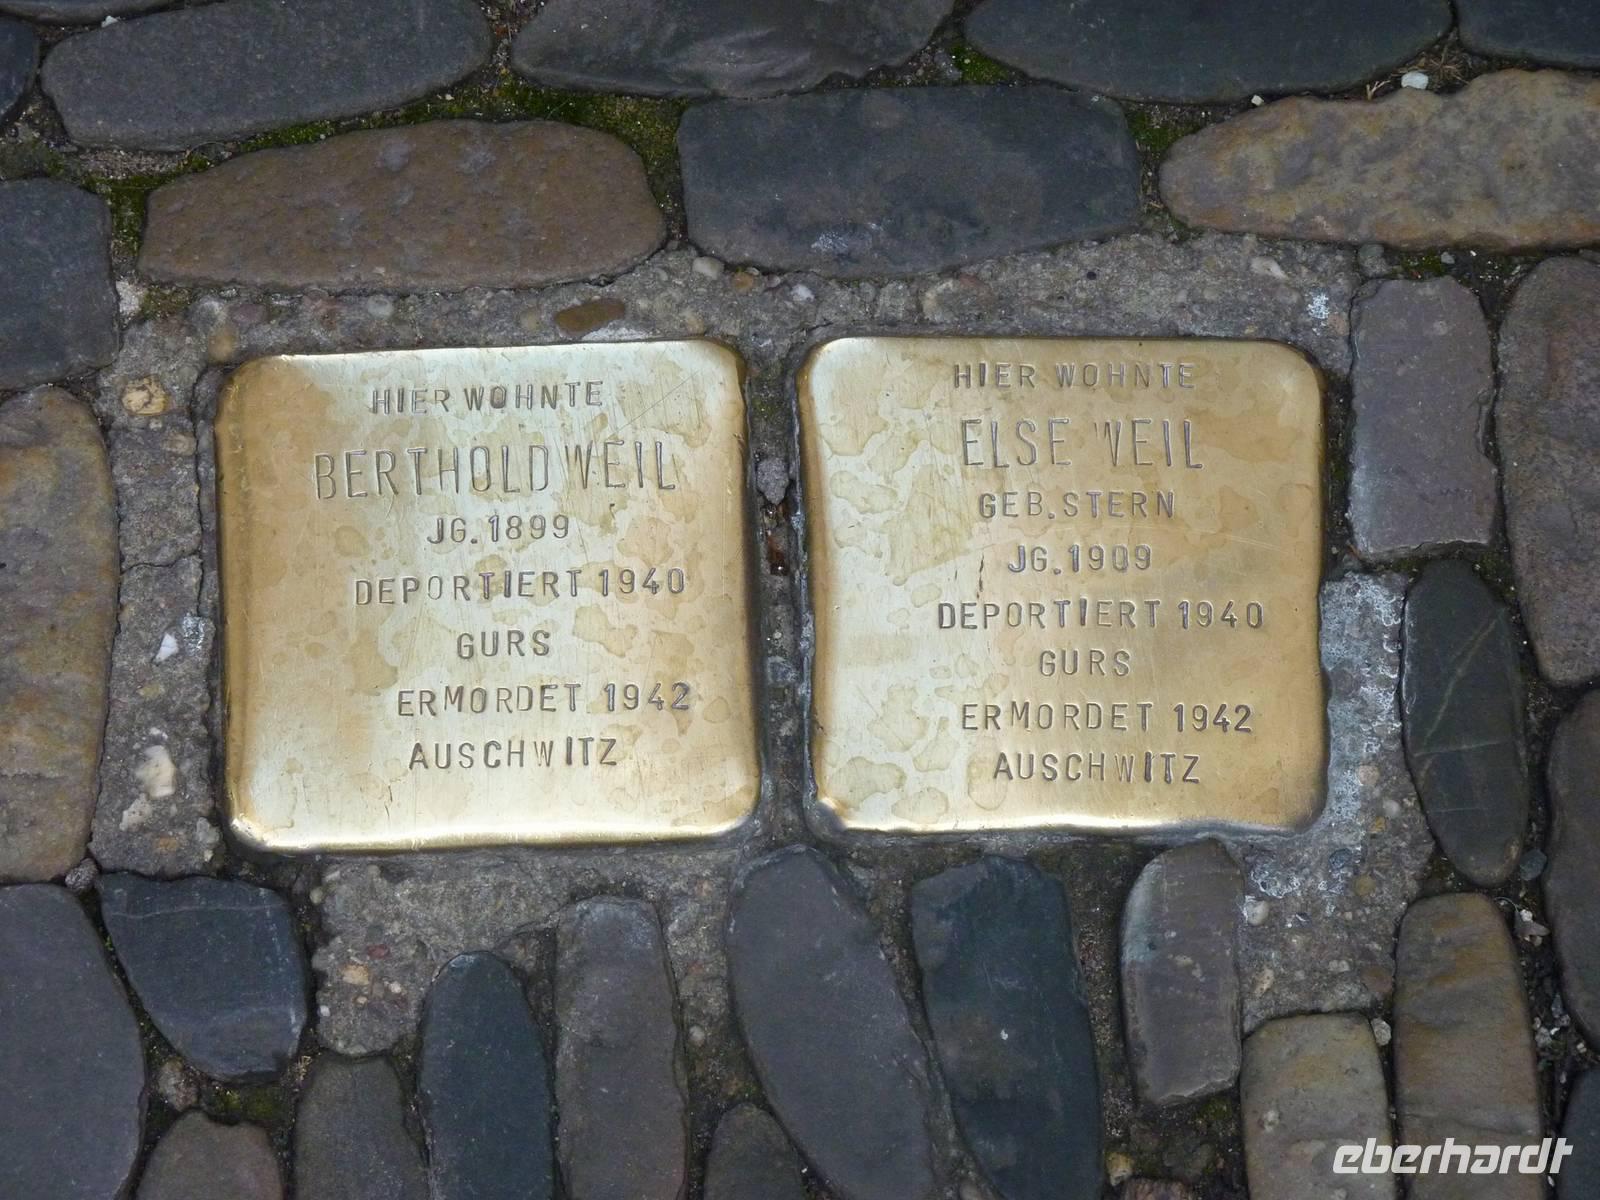 HIER WOHNTE
BERTHOLD WEIL
JG. 1899
DEPORTIERT 1940
GURS
ERMORDET 1942
AUSCHWITZ
HIER WOHNTE
ELSE WEIL
GEB. STERN
JG. 1909
DEPORTIERT 1940
GURS
ERMORDET 1942
AUSCHWITZ
eberhardt